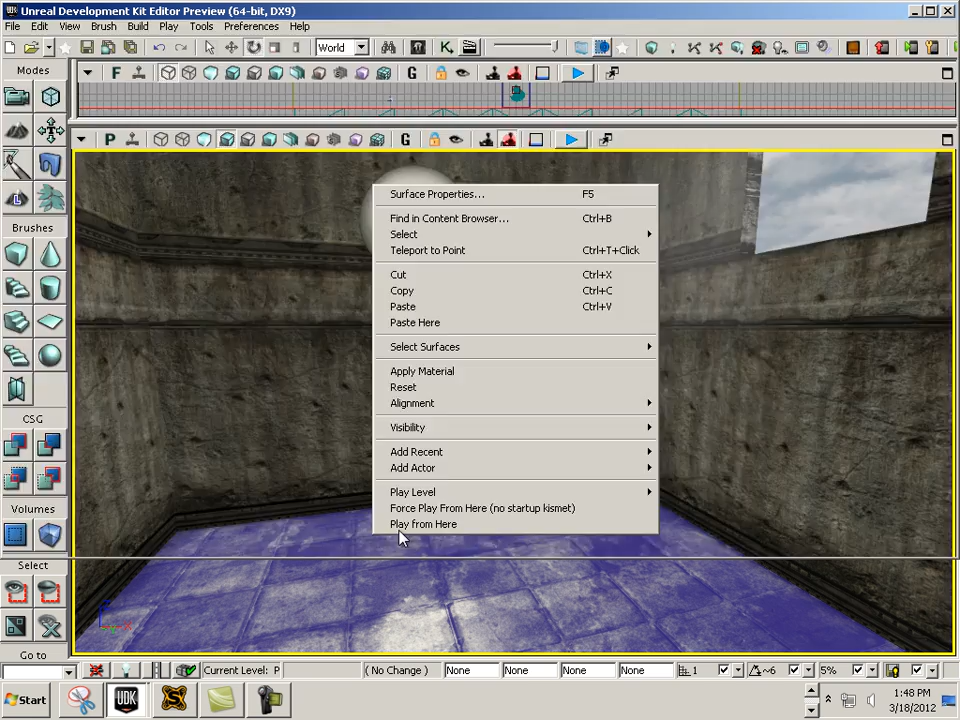 Unreal Development Kit Editor Preview (64-bit, DX9)
File Edit View Brush Build Play Tools Preferences Help
World
Modes
F
G
P
G
Brushes
CSG
Volumes
Select
Go to
Surface Properties... F5
Find in Content Browser... Ctrl+B
Select
Teleport to Point Ctrl+T+Click
Cut Ctrl+X
Copy Ctrl+C
Paste Ctrl+V
Paste Here
Select Surfaces
Apply Material
Reset
Alignment
Visibility
Add Recent
Add Actor
Play Level
Force Play From Here (no startup kismet)
Play from Here
Current Level: P
( No Change )
None
None
None
None
1
~6
5%
Start
UDK
1:48 PM
3/18/2012